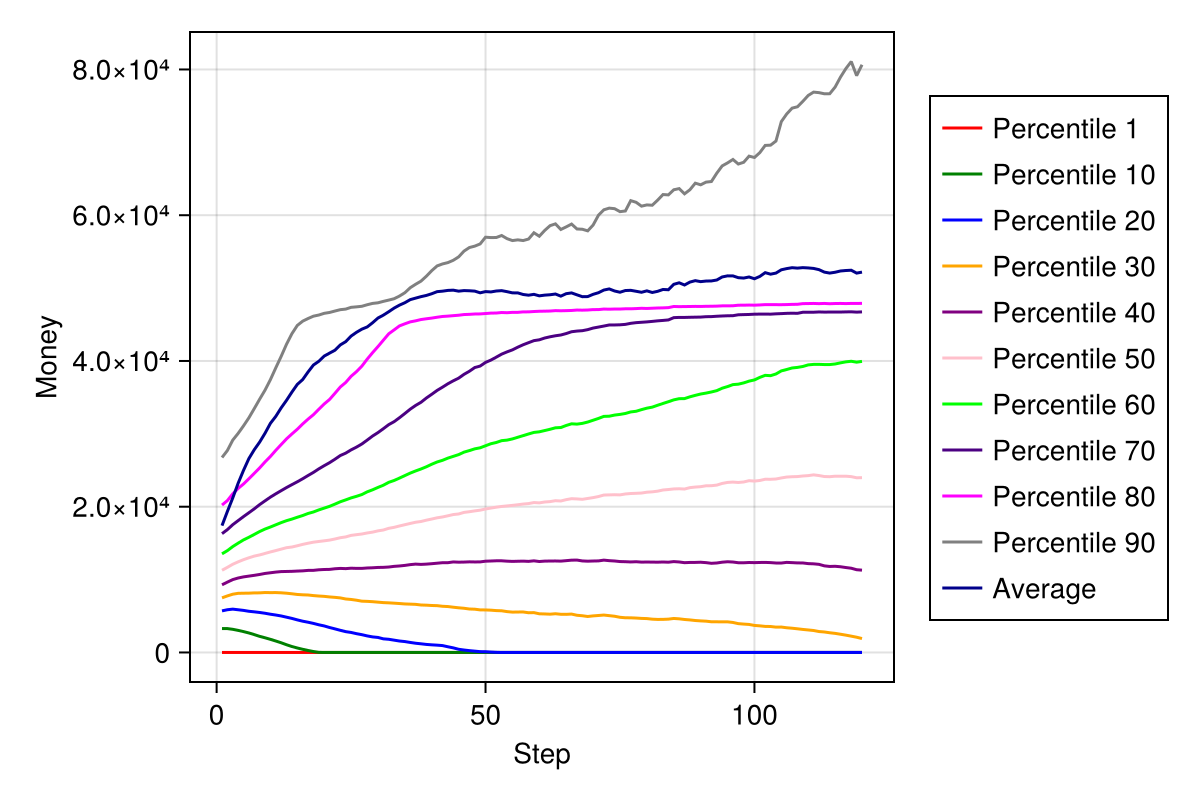 8.0×10⁴
6.0×10⁴
4.0×10⁴
2.0×10⁴
0
Money
0
50
100
Step
Percentile 1
Percentile 10
Percentile 20
Percentile 30
Percentile 40
Percentile 50
Percentile 60
Percentile 70
Percentile 80
Percentile 90
Average